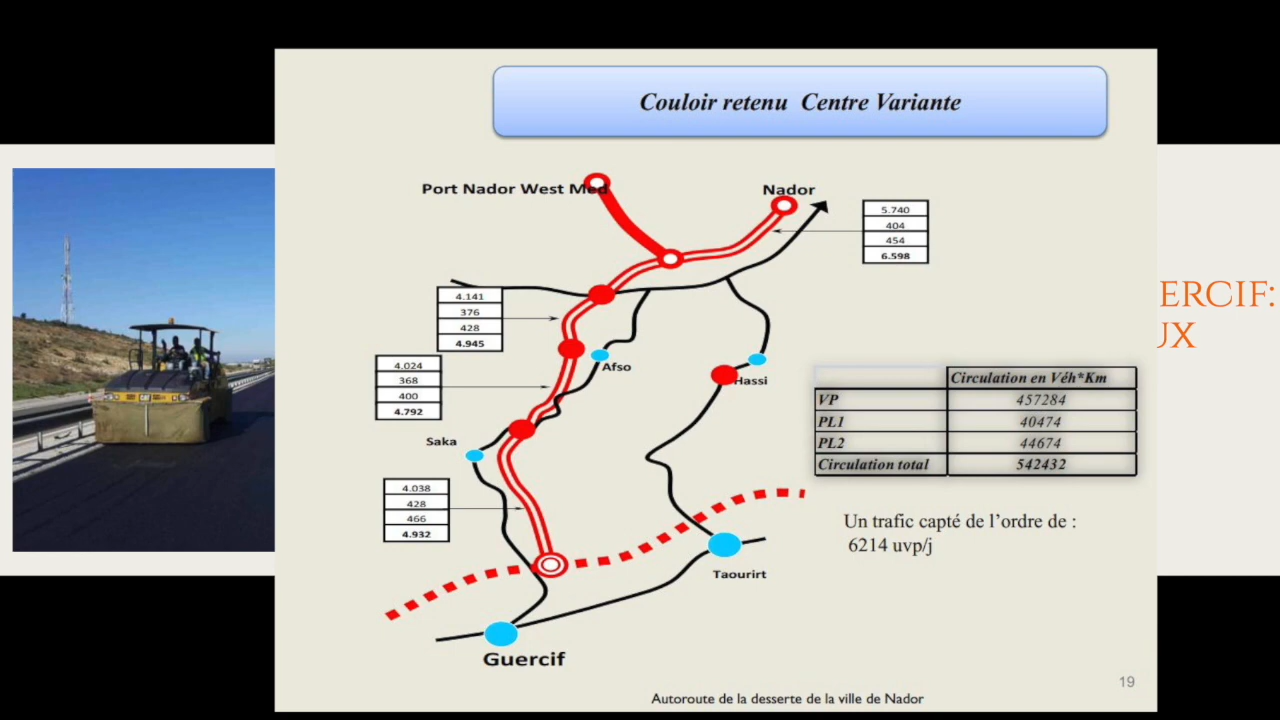 Couloir retenu Centre Variante
Port Nador West Med
Nador
5.740
404
454
6.598
4.141
376
428
4.945
4.024
368
400
4.792
Afso
Hassi
Saka
4.038
428
466
4.932
Circulation en Véh*Km
VP 457284
PL1 40474
PL2 44674
Circulation total 542432
Un trafic capté de l'ordre de :
6214 uvp/j
Taourirt
Guercif
19
Autoroute de la desserte de la ville de Nador
ERCIF:
UX